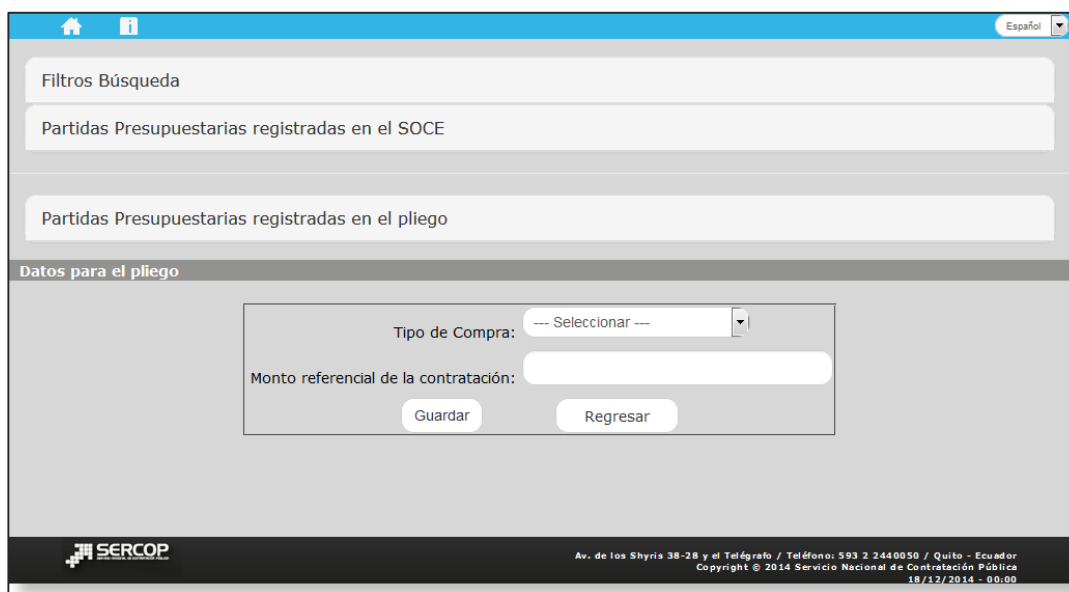 Español
Filtros Búsqueda
Partidas Presupuestarias registradas en el SOCE
Partidas Presupuestarias registradas en el pliego
Datos para el pliego
Tipo de Compra: --- Seleccionar ---
Monto referencial de la contratación:
Guardar Regresar
SERCOP
Av. de los Shyris 38-28 y el Telégrafo / Teléfono: 593 2 2440050 / Quito - Ecuador
Copyright © 2014 Servicio Nacional de Contratación Pública
18/12/2014 - 00:00